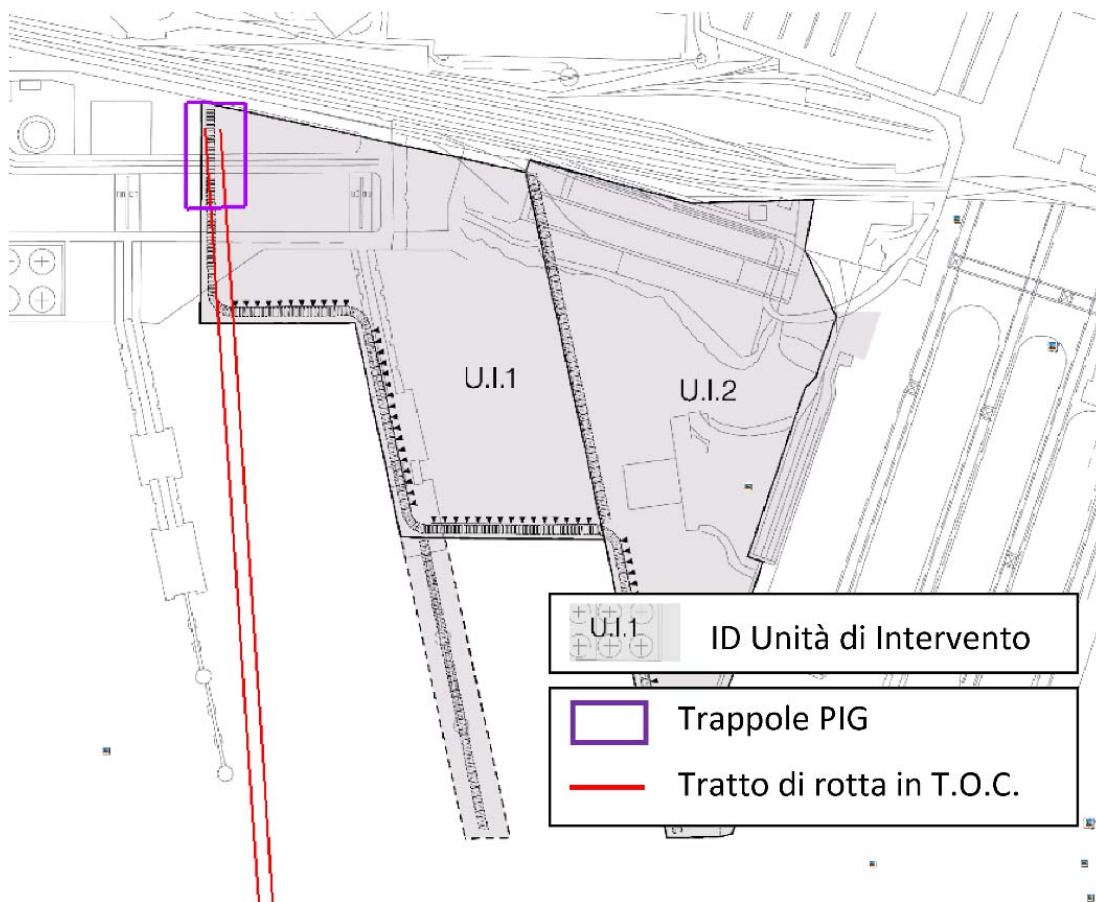 U.I.1
U.I.2
U.I.1 ID Unità di Intervento
Trappole PIG
Tratto di rotta in T.O.C.